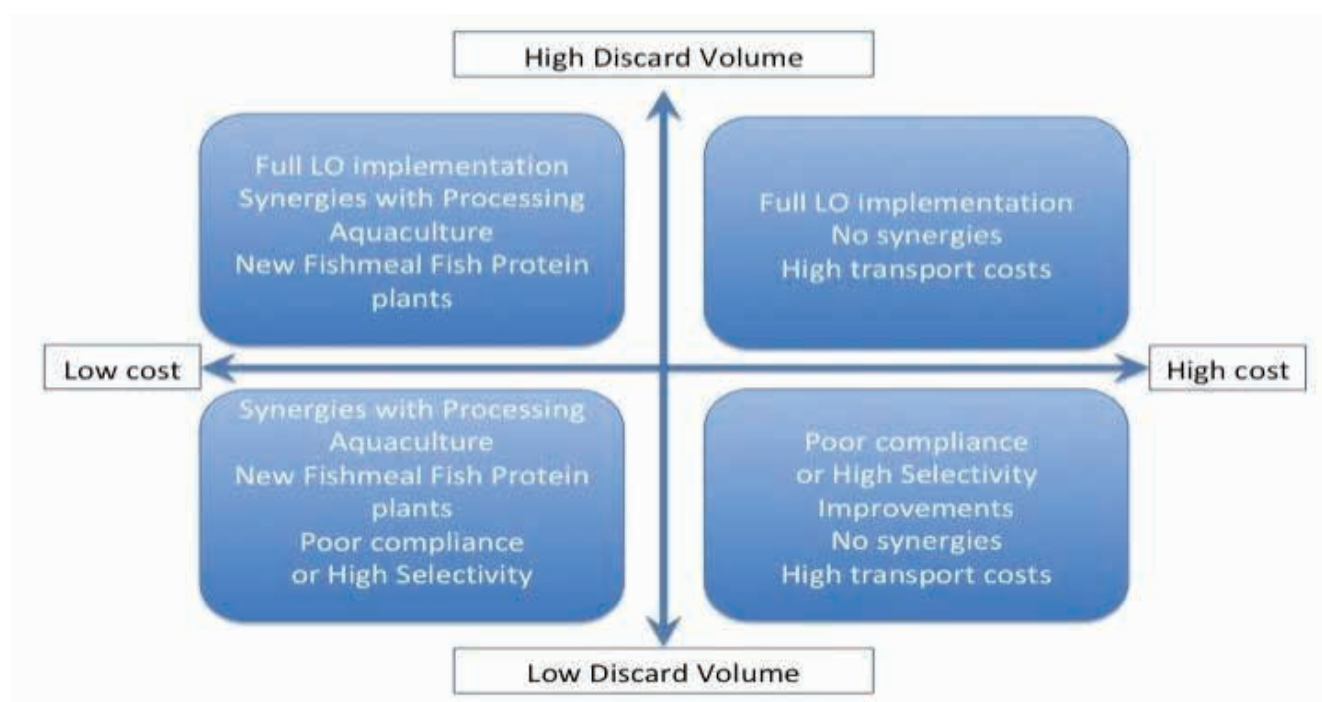 High Discard Volume
Full LO implementation
Synergies with Processing
Aquaculture
New Fishmeal Fish Protein
plants
Full LO implementation
No synergies
High transport costs
Low cost
High cost
Synergies with Processing
Aquaculture
New Fishmeal Fish Protein
plants
Poor compliance
or High Selectivity
Poor compliance
or High Selectivity
Improvements
No synergies
High transport costs
Low Discard Volume